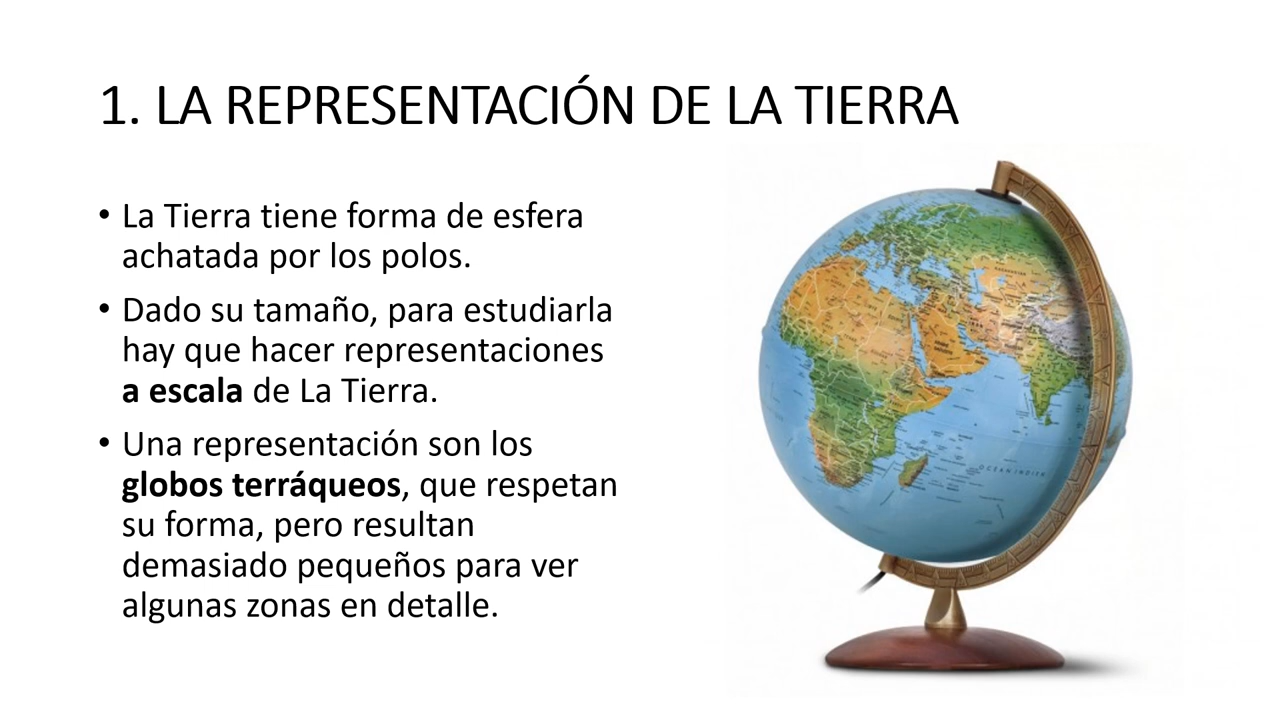 1. LA REPRESENTACIÓN DE LA TIERRA
• La Tierra tiene forma de esfera
achatada por los polos.
• Dado su tamaño, para estudiarla
hay que hacer representaciones
a escala de La Tierra.
• Una representación son los
globos terráqueos, que respetan
su forma, pero resultan
demasiado pequeños para ver
algunas zonas en detalle.
OCÉAN INDIEN